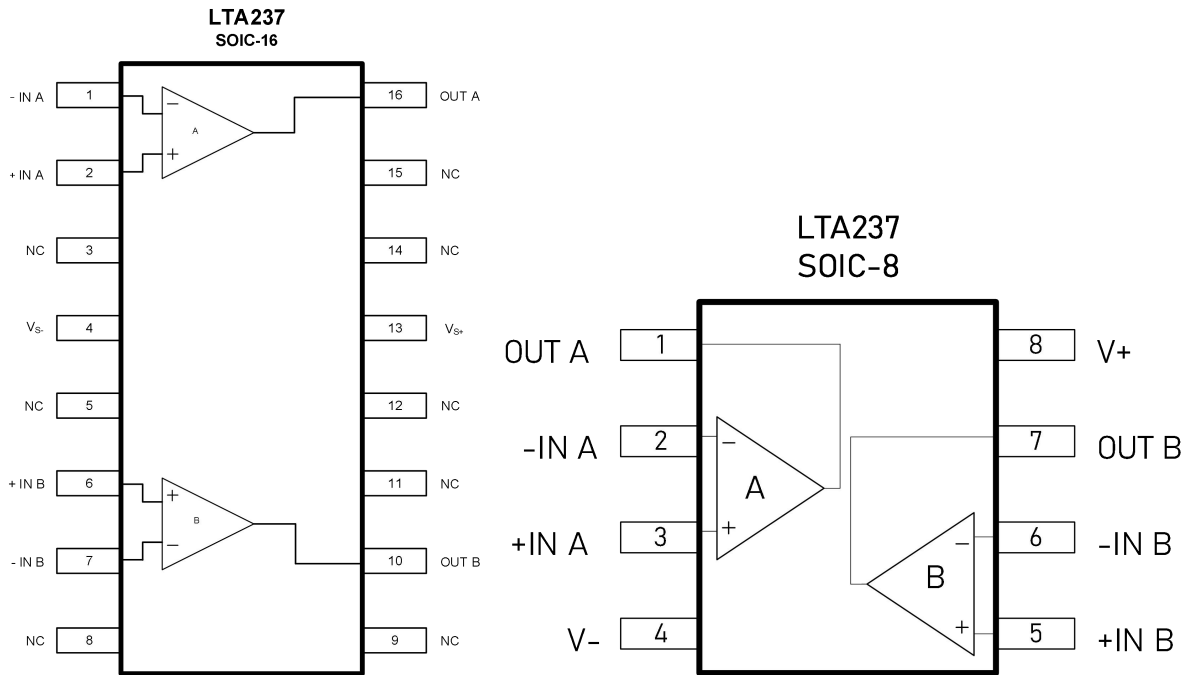 LTA237
SOIC-16
- IN A 1 − 16 OUT A
A
+ IN A 2 + 15 NC
NC 3 14 NC
VS- 4 13 VS+
NC 5 12 NC
+ IN B 6 + 11 NC
B
- IN B 7 − 10 OUT B
NC 8 9 NC
LTA237
SOIC-8
OUT A 1 8 V+
-IN A 2 − 7 OUT B
A
+IN A 3 + − 6 -IN B
B
V- 4 + 5 +IN B